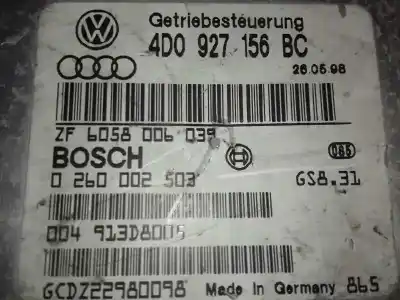 Getriebesteuerung
4D0 927 156 BC
26.05.98
ZF 6058 006 039
BOSCH
085
0 260 002 503
GS8.31
004 913D8005
GCDZ22980098 Made in Germany 865